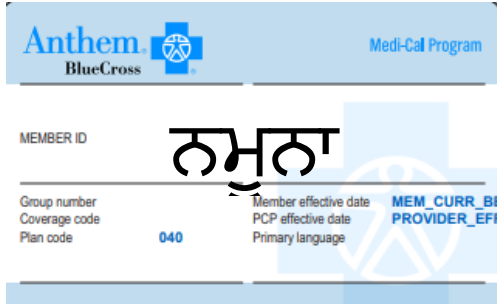 Anthem.
BlueCross
Medi-Cal Program
MEMBER ID
ਨਮੂਨਾ
Group number
Coverage code
Plan code 040
Member effective date MEM_CURR_BE
PCP effective date PROVIDER_EFF
Primary language